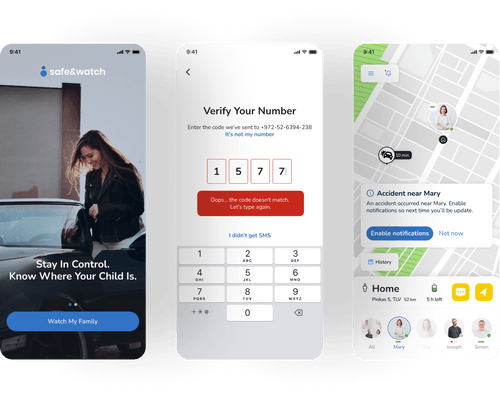 9:41
safe&watch
Stay In Control.
Know Where Your Child Is.
Watch My Family
9:41
Verify Your Number
Enter the code we've sent to +972-52-6394-238
It's not my number
1 5 7 7
Oops... the code doesn't match.
Let's type again.
I didn't get SMS
1 2 3
ABC DEF
4 5 6
GHI JKL MNO
7 8 9
PQRS TUV WXYZ
+ * # 0
9:41
10 min
Accident near Mary
An accident occurred near Mary. Enable
notifications so next time you'll be update.
Enable notifications Not now
History
Home
Pinkas 5, TLV 52 km 5 h left
All Mary Joseph Simon